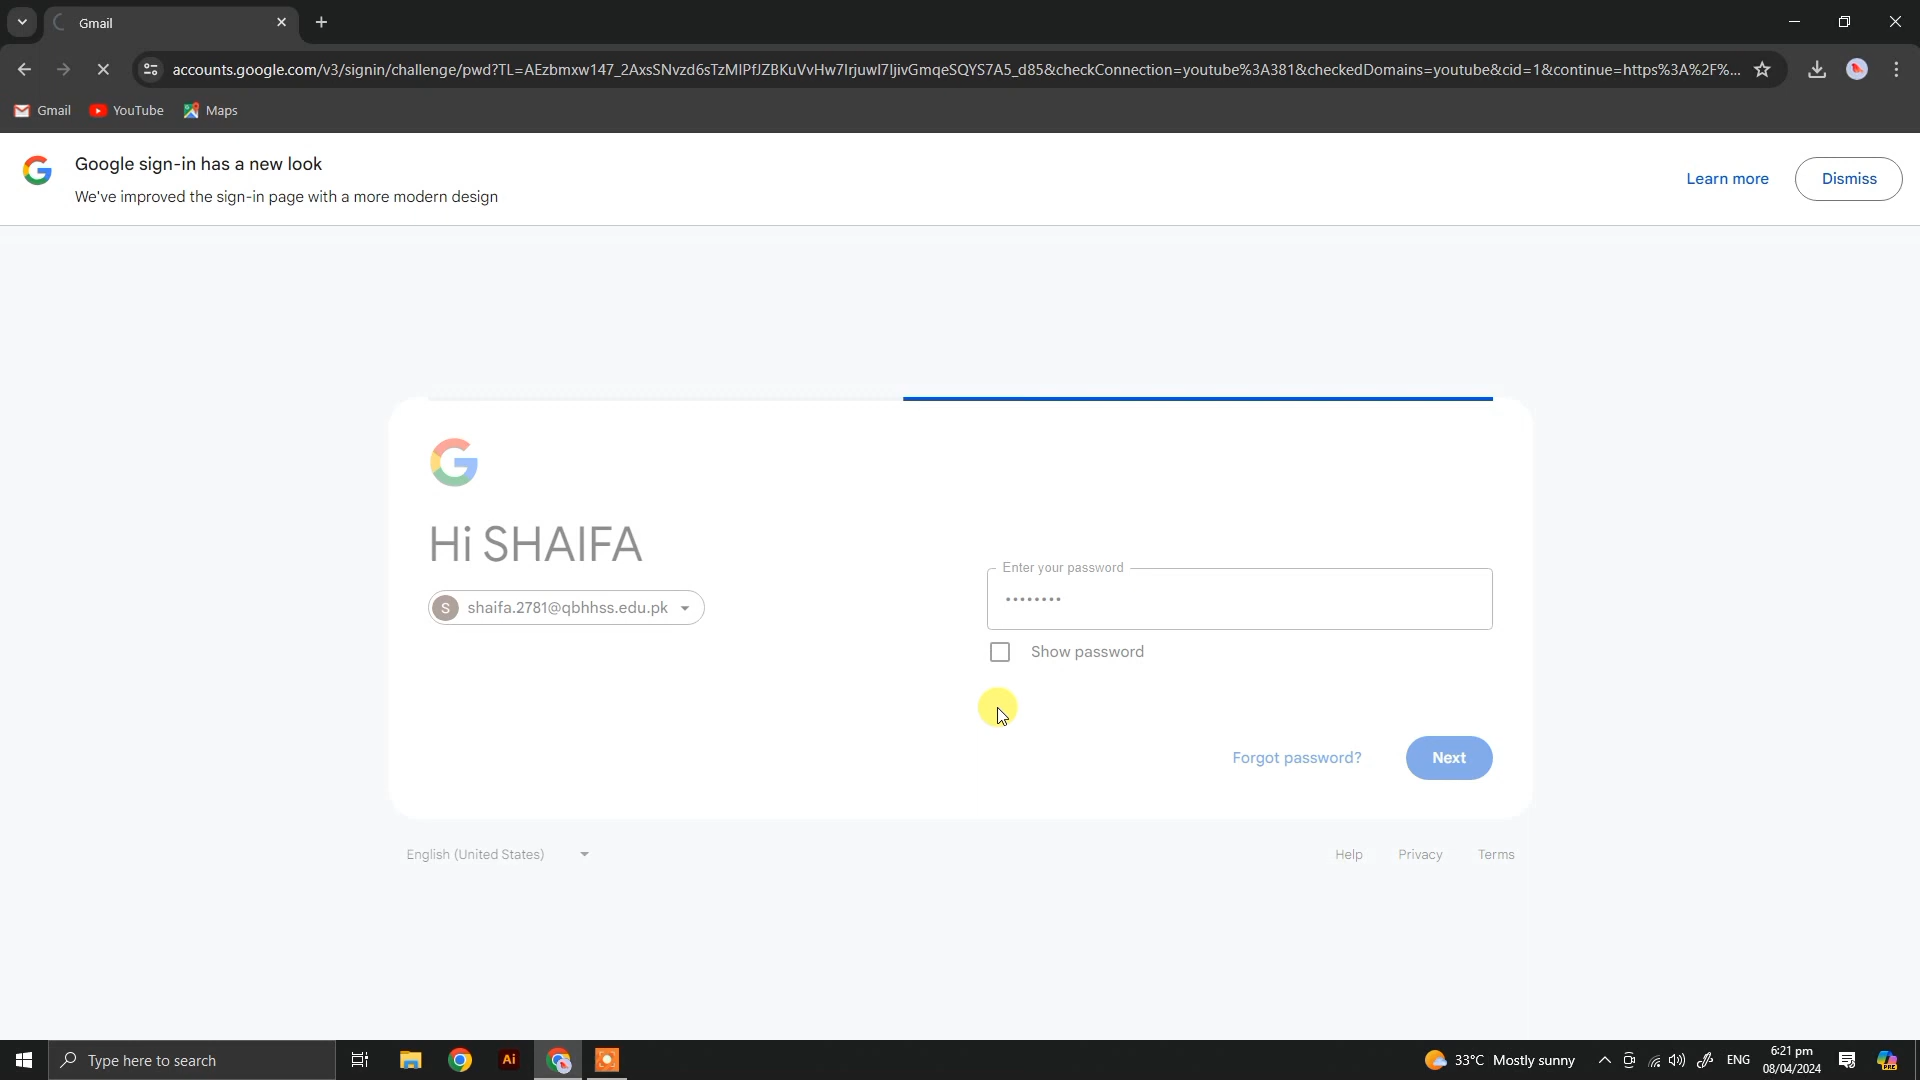 Gmail
accounts.google.com/v3/signin/challenge/pwd?TL=AEzbmxw147_2AxsSNvzd6sTzMIPfJZBKuVvHw7IrjuwI7IjivGmqeSQYS7A5_d85&checkConnection=youtube%3A381&checkedDomains=youtube&cid=1&continue=https%3A%2F%...
Gmail YouTube Maps
Google sign-in has a new look
We've improved the sign-in page with a more modern design
Learn more Dismiss
Hi SHAIFA
S shaifa.2781@qbhhss.edu.pk
Enter your password
••••••••
Show password
Forgot password? Next
English (United States)
Help Privacy Terms
Type here to search
Ai
33°C Mostly sunny
ENG
6:21 pm
08/04/2024
PRE